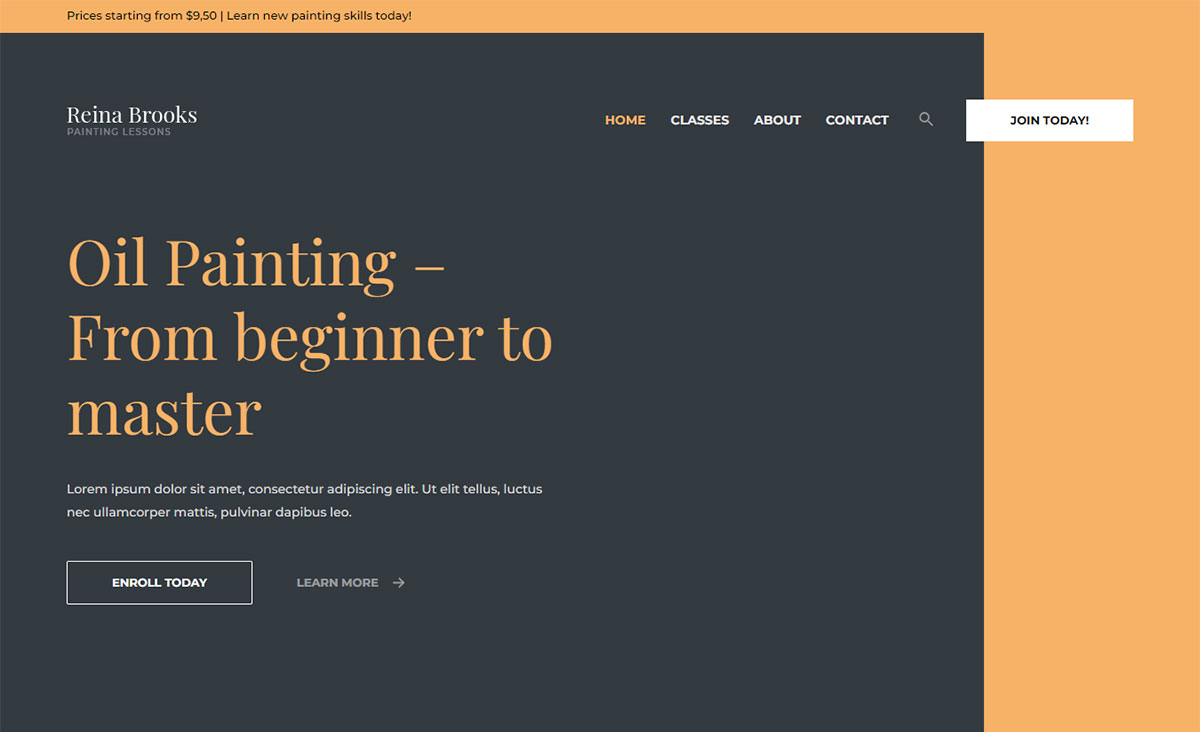 Prices starting from $9,50 | Learn new painting skills today!
Reina Brooks
PAINTING LESSONS
HOME CLASSES ABOUT CONTACT JOIN TODAY!
Oil Painting –
From beginner to
master
Lorem ipsum dolor sit amet, consectetur adipiscing elit. Ut elit tellus, luctus
nec ullamcorper mattis, pulvinar dapibus leo.
ENROLL TODAY LEARN MORE →